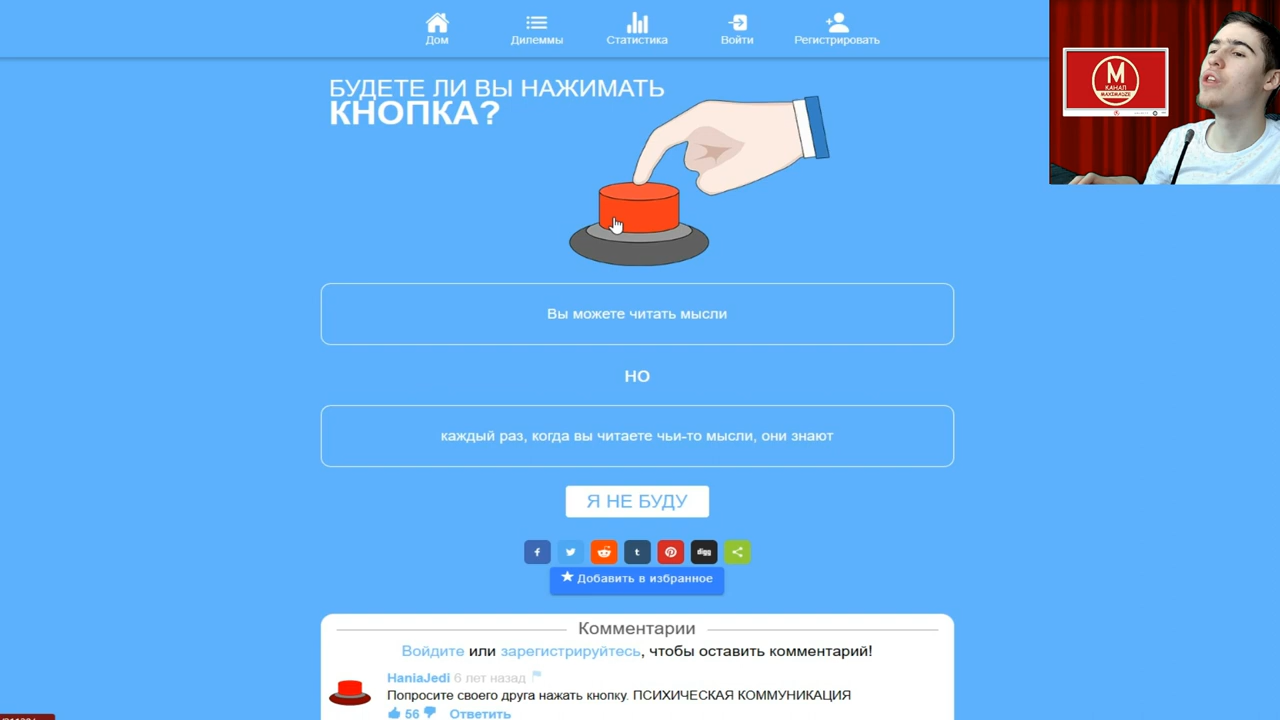 Дом
Дилеммы
Статистика
Войти
Регистрировать
М
КАНАЛ
MAXIMADZE
БУДЕТЕ ЛИ ВЫ НАЖИМАТЬ
КНОПКА?
Вы можете читать мысли
НО
каждый раз, когда вы читаете чьи-то мысли, они знают
Я НЕ БУДУ
digg
Добавить в избранное
Комментарии
Войдите или зарегистрируйтесь, чтобы оставить комментарий!
HaniaJedi 6 лет назад
Попросите своего друга нажать кнопку. ПСИХИЧЕСКАЯ КОММУНИКАЦИЯ
56 Ответить